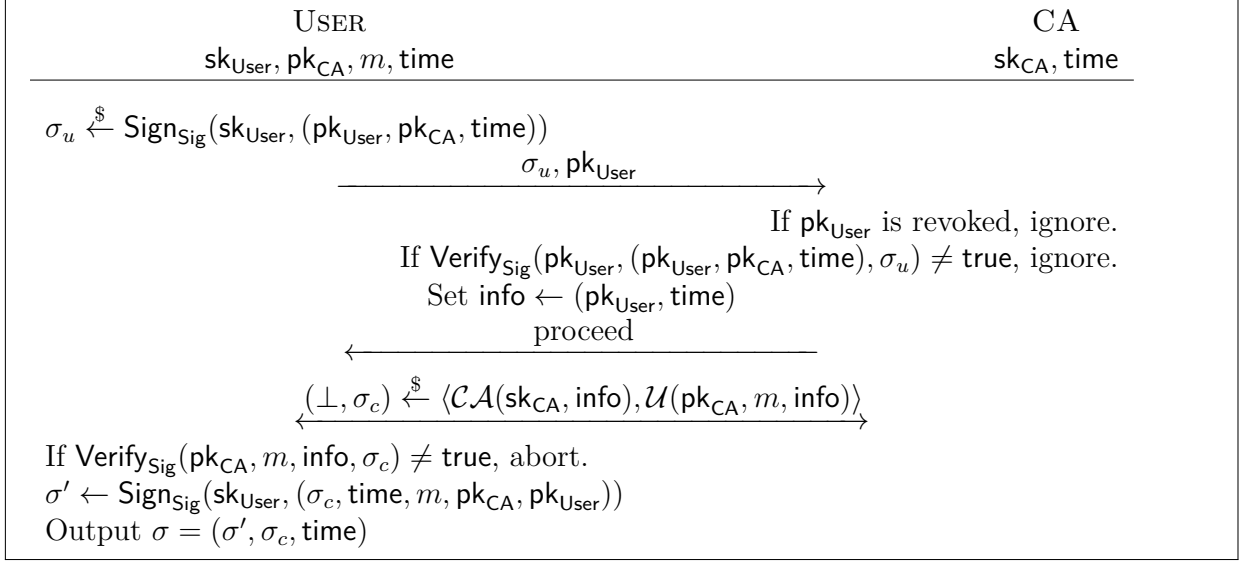 USER CA
sk_User, pk_CA, m, time sk_CA, time
σ_u ←$ Sign_Sig(sk_User, (pk_User, pk_CA, time))
σ_u, pk_User
If pk_User is revoked, ignore.
If Verify_Sig(pk_User, (pk_User, pk_CA, time), σ_u) ≠ true, ignore.
Set info ← (pk_User, time)
proceed
(⊥, σ_c) ←$ ⟨𝒞𝒜(sk_CA, info), 𝒰(pk_CA, m, info)⟩
If Verify_Sig(pk_CA, m, info, σ_c) ≠ true, abort.
σ′ ← Sign_Sig(sk_User, (σ_c, time, m, pk_CA, pk_User))
Output σ = (σ′, σ_c, time)